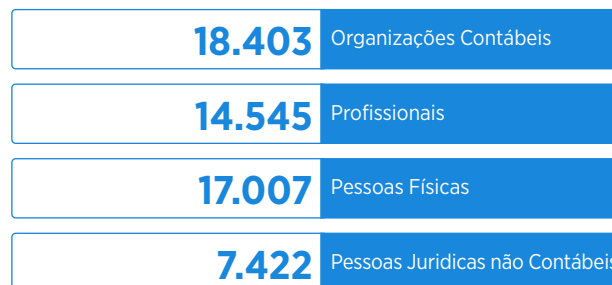 18.403 Organizações Contábeis
14.545 Profissionais
17.007 Pessoas Físicas
7.422 Pessoas Juridicas não Contábeis